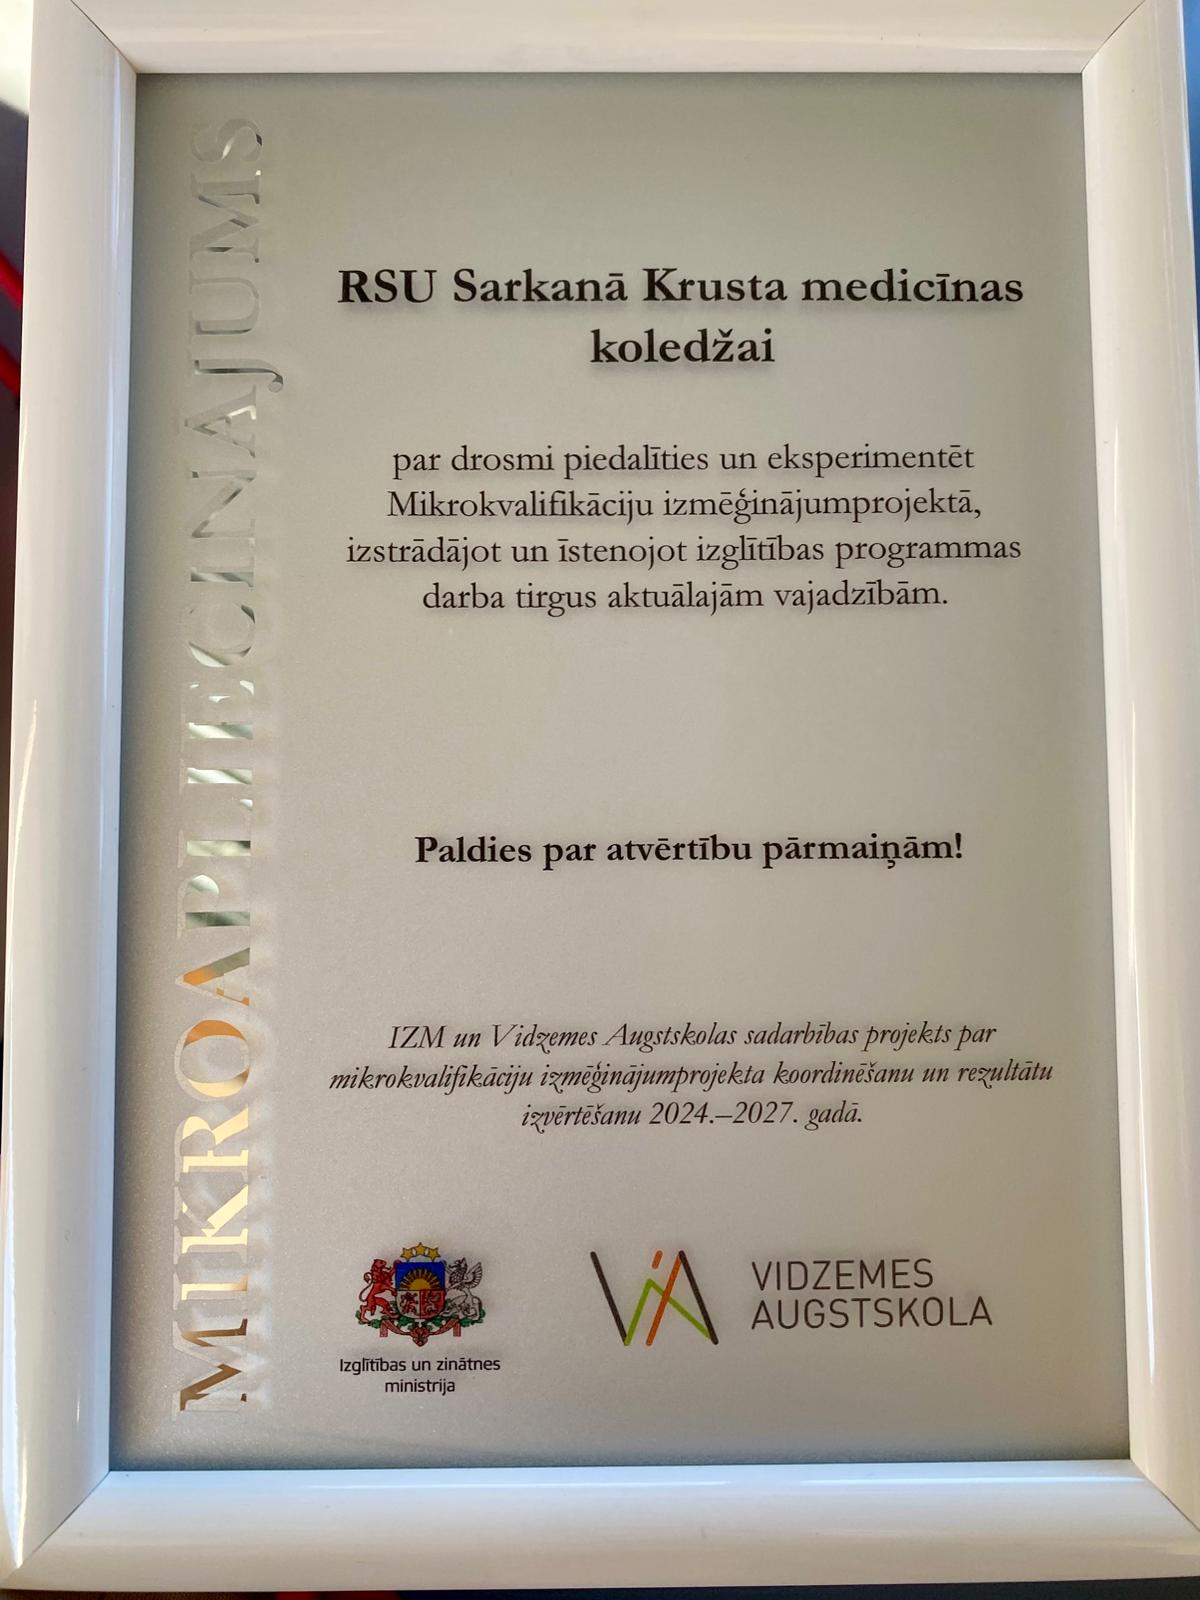 MIKROAPLIECINĀJUMS
RSU Sarkanā Krusta medicīnas
koledžai
par drosmi piedalīties un eksperimentēt
Mikrokvalifikāciju izmēģinājumprojektā,
izstrādājot un īstenojot izglītības programmas
darba tirgus aktuālajām vajadzībām.
Paldies par atvērtību pārmaiņām!
IZM un Vidzemes Augstskolas sadarbības projekts par
mikrokvalifikāciju izmēģinājumprojekta koordinēšanu un rezultātu
izvērtēšanu 2024.–2027. gadā.
Izglītības un zinātnes
ministrija
ViA
VIDZEMES
AUGSTSKOLA